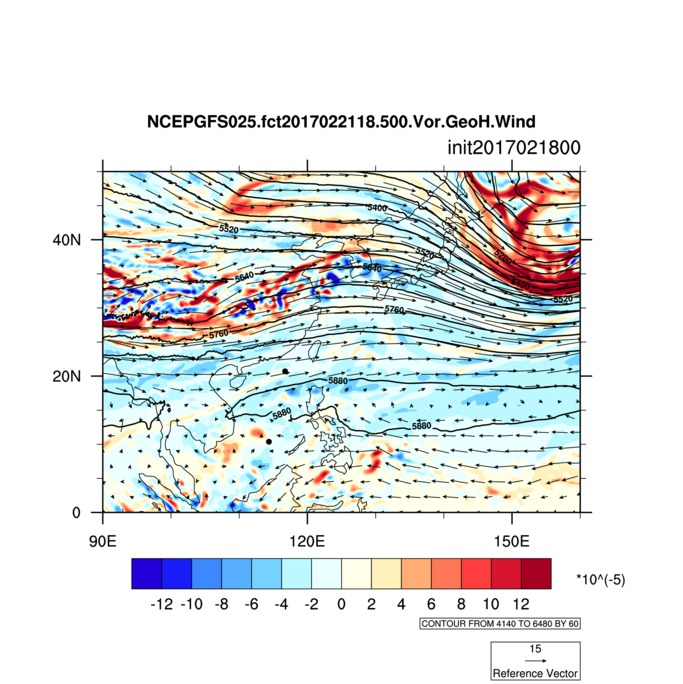 NCEPGFS025.fct2017022118.500.Vor.GeoH.Wind
init2017021800
5400
5520
40N
5640
5520
5640
5280
5400
5520
5760
5760
20N
5880
5880
5880
0
90E 120E 150E
*10^(-5)
-12 -10 -8 -6 -4 -2 0 2 4 6 8 10 12
CONTOUR FROM 4140 TO 6480 BY 60
15
Reference Vector